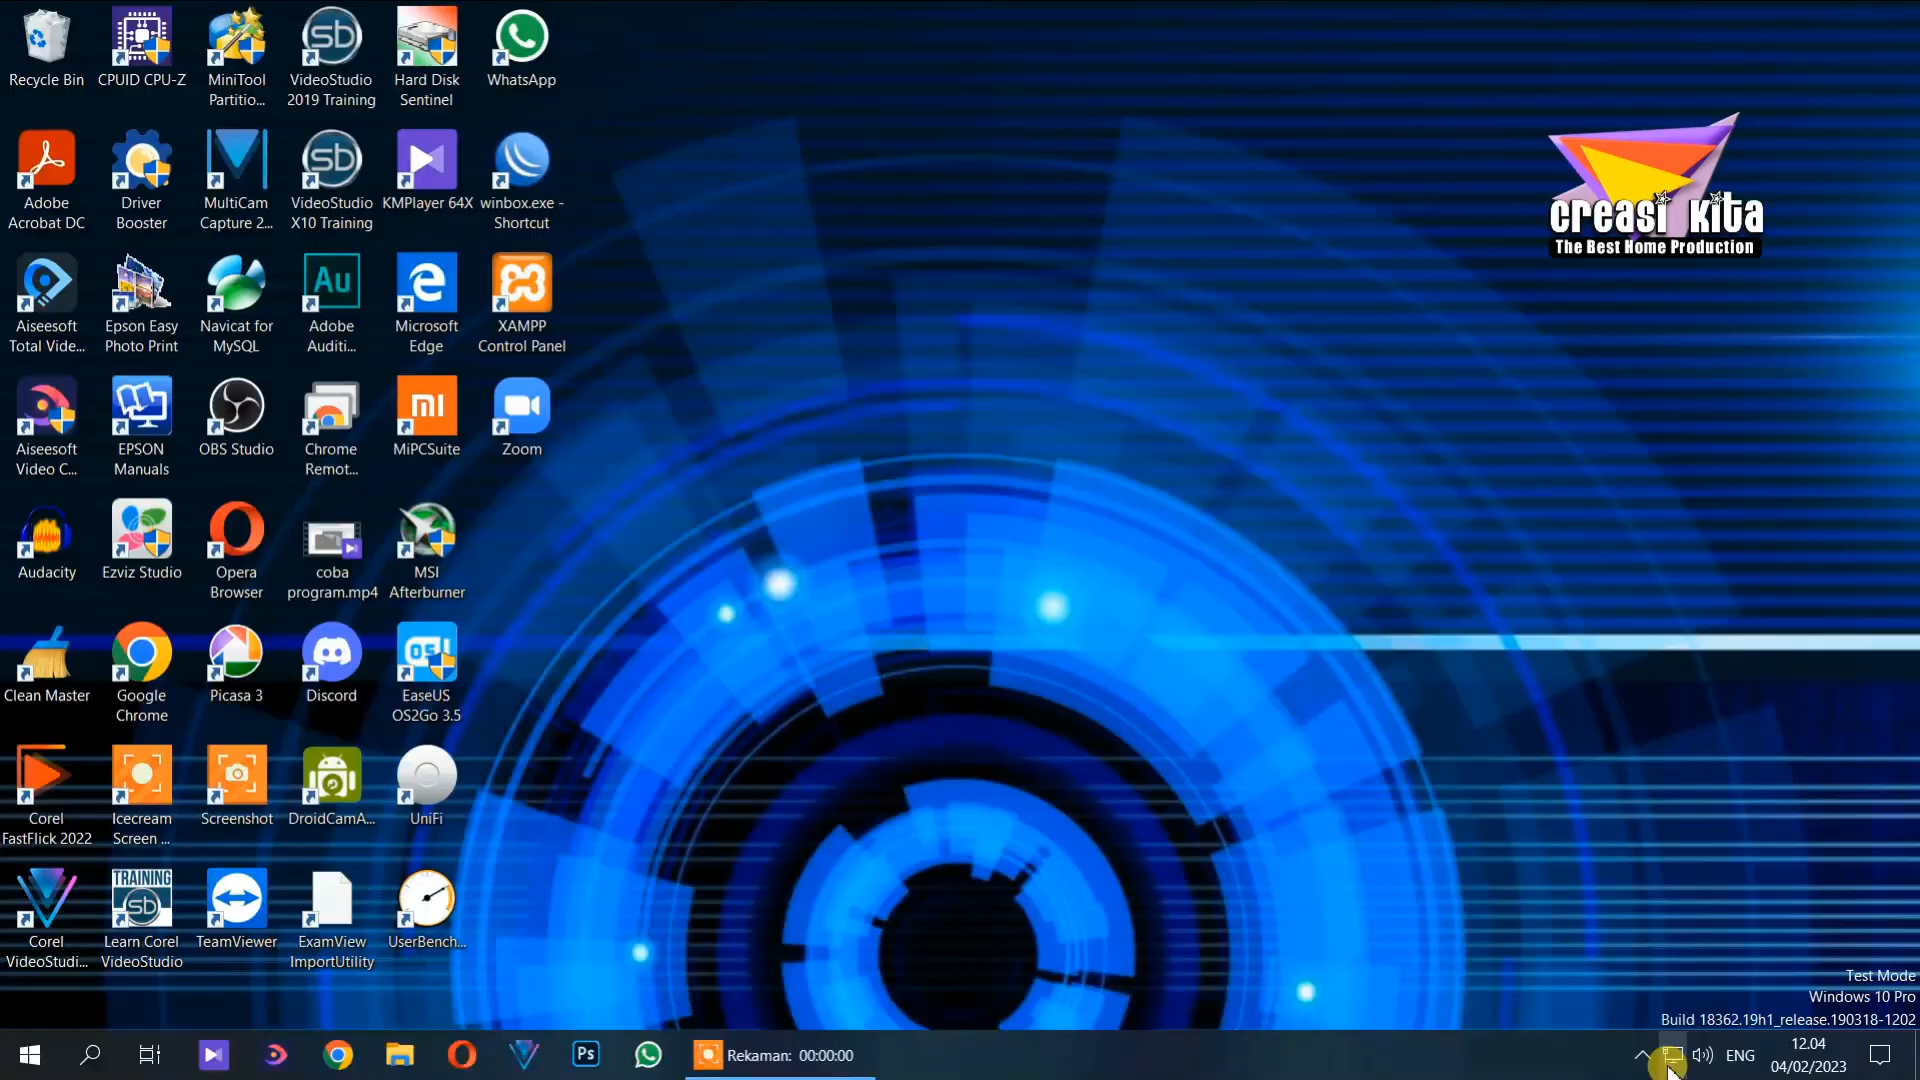 Recycle Bin
CPUID CPU-Z
MiniTool
Partitio...
VideoStudio
2019 Training
Hard Disk
Sentinel
WhatsApp
Adobe
Acrobat DC
Driver
Booster
MultiCam
Capture 2...
VideoStudio
X10 Training
KMPlayer 64X
winbox.exe -
Shortcut
creasi kita
The Best Home Production
Aiseesoft
Total Vide...
Epson Easy
Photo Print
Navicat for
MySQL
Au
Adobe
Auditi...
Microsoft
Edge
XAMPP
Control Panel
Aiseesoft
Video C...
EPSON
Manuals
OBS Studio
Chrome
Remot...
MiPCSuite
Zoom
Audacity
Ezviz Studio
Opera
Browser
coba
program.mp4
MSI
Afterburner
Clean Master
Google
Chrome
Picasa 3
Discord
EaseUS
OS2Go 3.5
Corel
FastFlick 2022
Icecream
Screen ...
Screenshot
DroidCamA...
UniFi
Corel
VideoStudi...
TRAINING
sb
Learn Corel
VideoStudio
TeamViewer
ExamView
ImportUtility
UserBench...
Test Mode
Windows 10 Pro
Build 18362.19h1_release.190318-1202
Ps
Rekaman: 00:00:00
ENG
12.04
04/02/2023